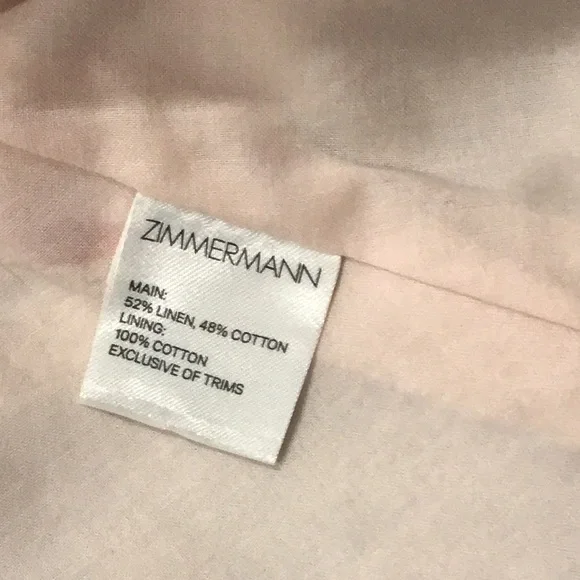 ZIMMERMANN
MAIN:
52% LINEN, 48% COTTON
LINING:
100% COTTON
EXCLUSIVE OF TRIMS